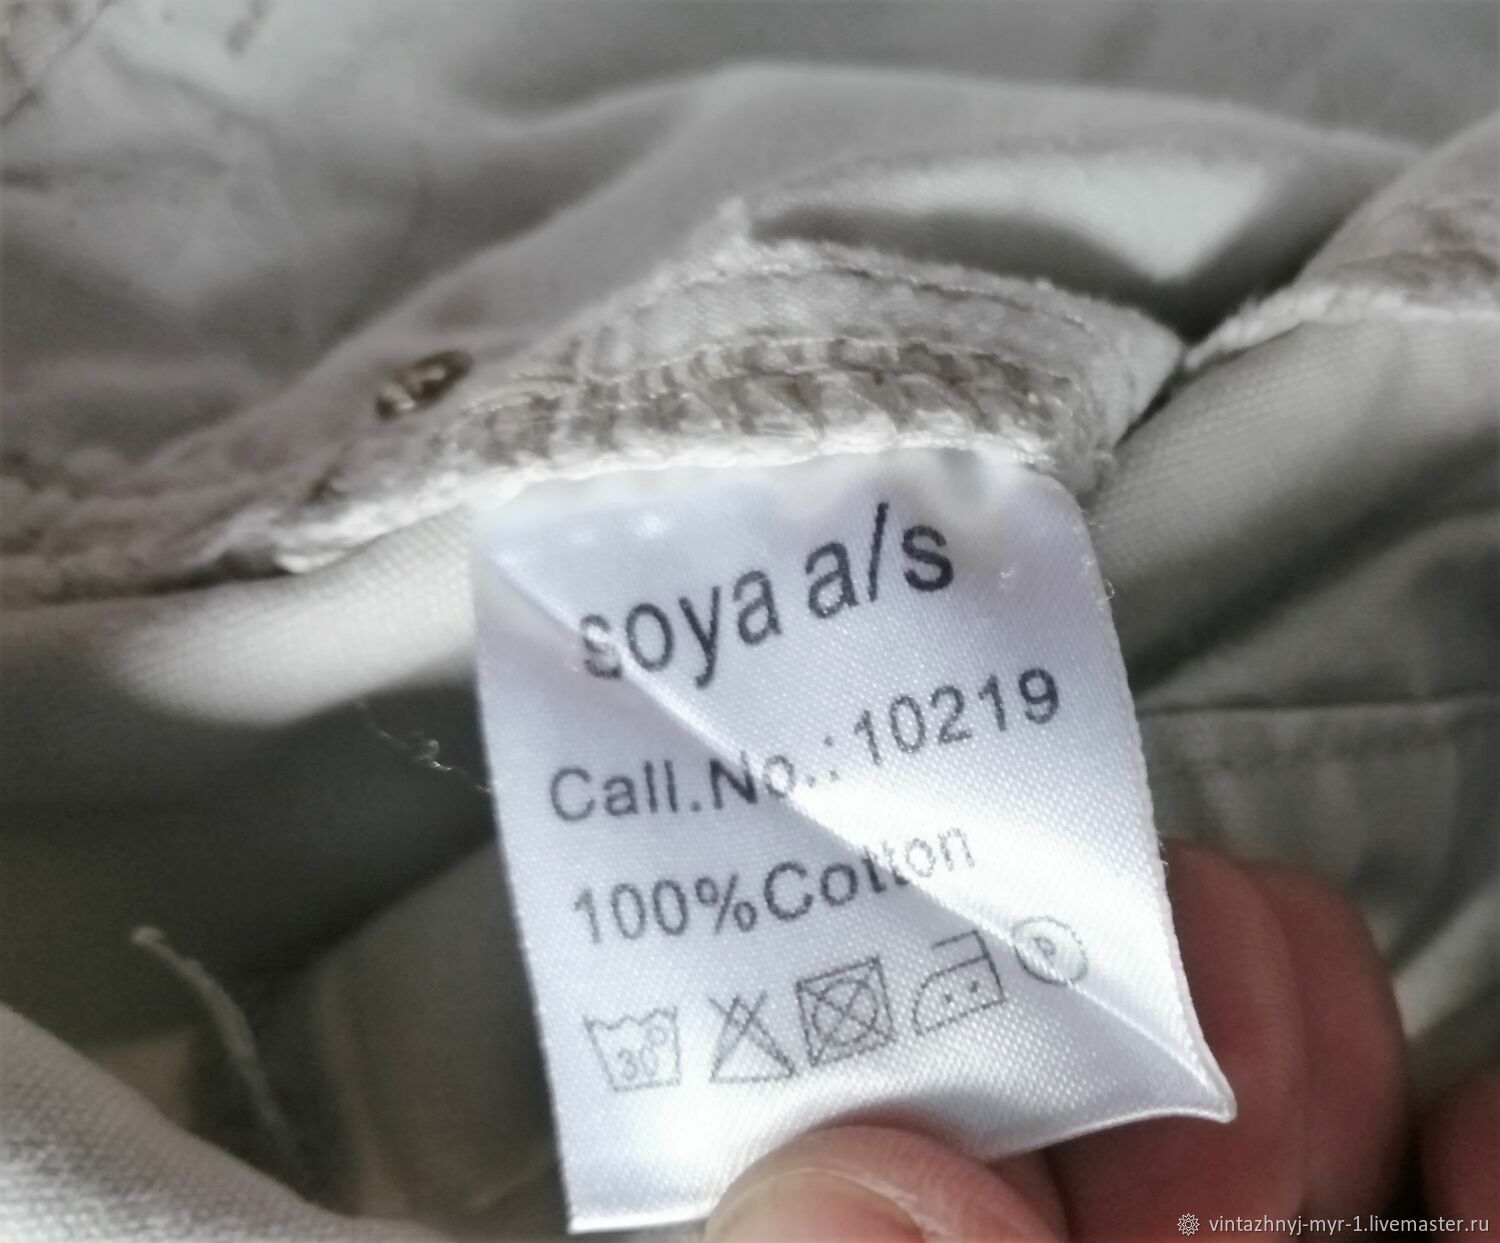 soya a/s
Call.No.:10219
100%Cotton
30°
P
vintazhnyj-myr-1.livemaster.ru